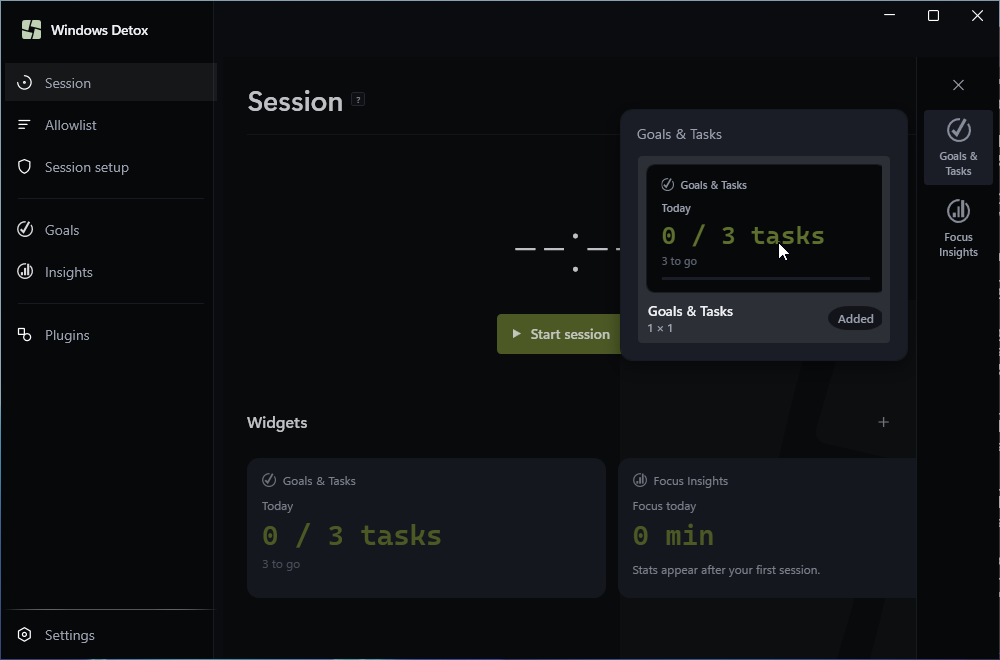 Windows Detox
Session
Allowlist
Session setup
Goals
Insights
Plugins
Settings
Session ?
--:--
Start session
Widgets
+
Goals & Tasks
Today
0 / 3 tasks
3 to go
Focus Insights
Focus today
0 min
Stats appear after your first session.
Goals & Tasks
Goals & Tasks
Today
0 / 3 tasks
3 to go
Goals & Tasks
1 × 1
Added
Goals &
Tasks
Focus
Insights